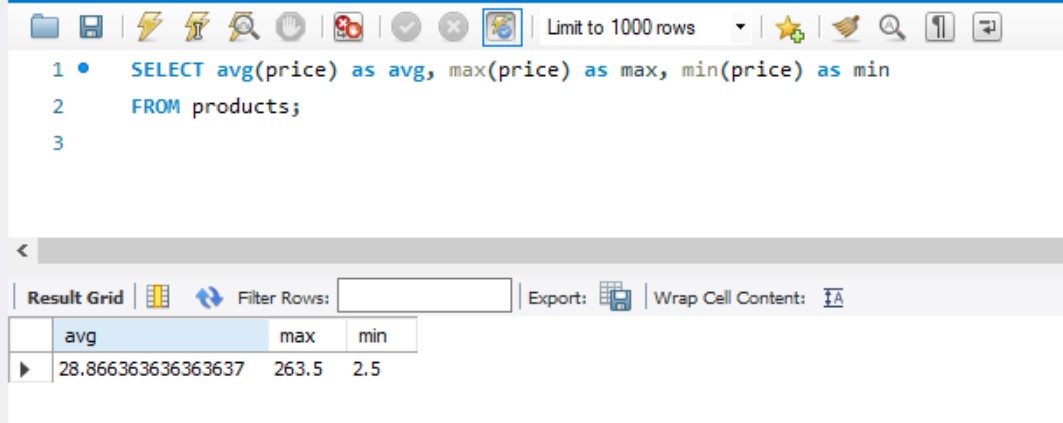 Limit to 1000 rows
1 SELECT avg(price) as avg, max(price) as max, min(price) as min
2 FROM products;
3
Result Grid Filter Rows: Export: Wrap Cell Content: IA
avg max min
28.866363636363637 263.5 2.5